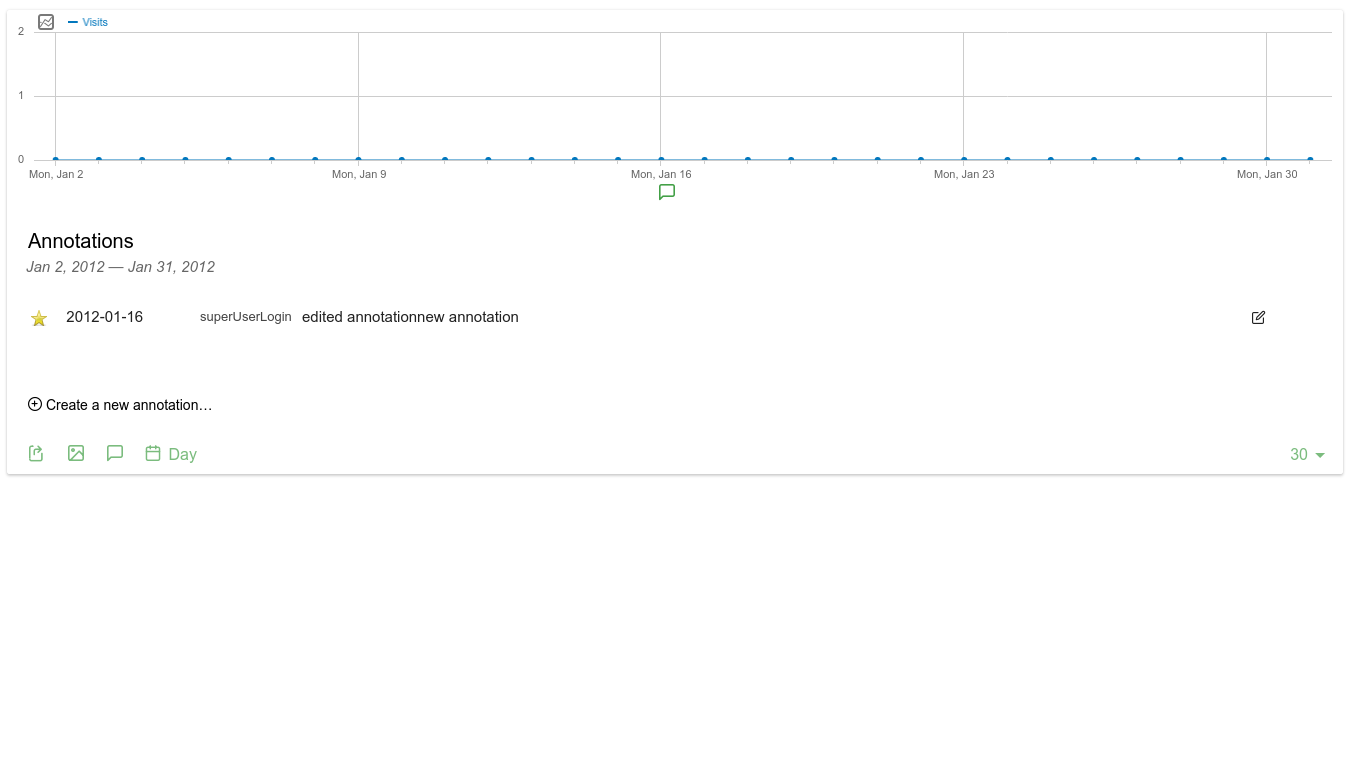 Visits
2
1
0
Mon, Jan 2 Mon, Jan 9 Mon, Jan 16 Mon, Jan 23 Mon, Jan 30
Annotations
Jan 2, 2012 — Jan 31, 2012
2012-01-16 superUserLogin edited annotationnew annotation
Create a new annotation…
Day 30